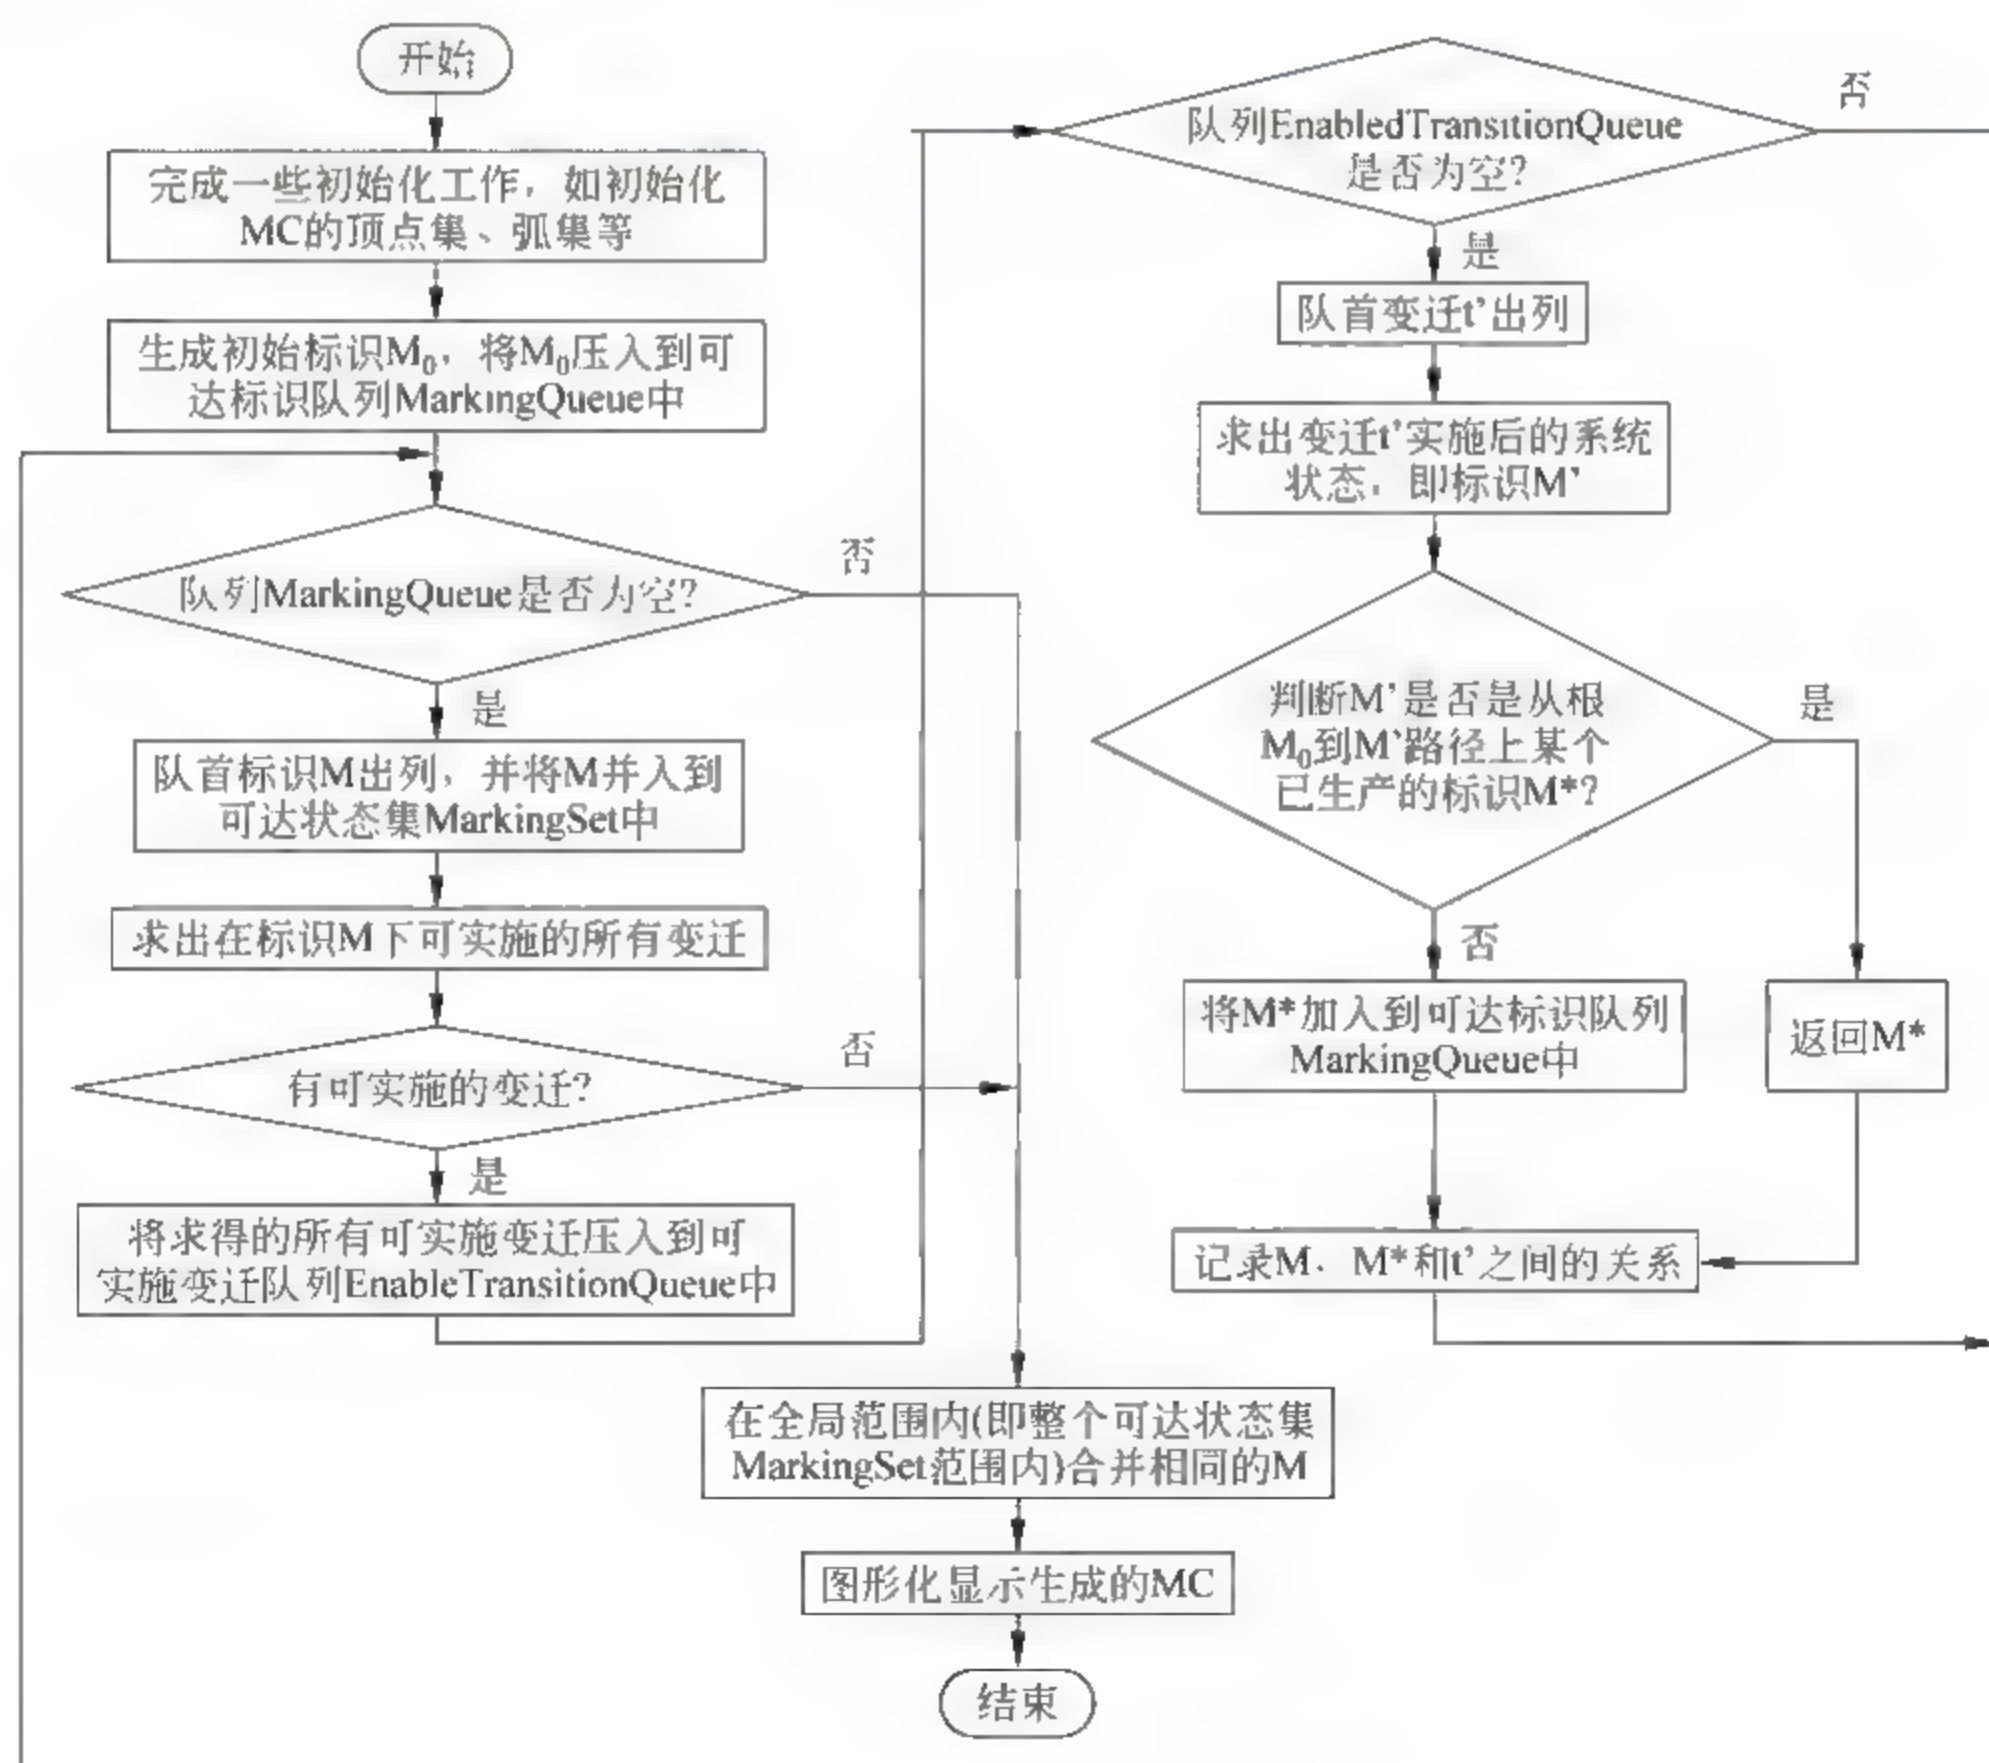 开始
完成一些初始化工作，如初始化
MC的顶点集、弧集等
生成初始标识M₀，将M₀压入到可
达标识队列MarkingQueue中
队列MarkingQueue是否为空?
否
是
队首标识M出列，并将M并入到
可达状态集MarkingSet中
求出在标识M下可实施的所有变迁
有可实施的变迁?
否
是
将求得的所有可实施变迁压入到可
实施变迁队列EnableTransitionQueue中
队列EnabledTransitionQueue
是否为空?
否
是
队首变迁t’出列
求出变迁t’实施后的系统
状态，即标识M’
判断M’是否是从根
M₀到M’路径上某个
已生产的标识M*?
是
否
将M*加入到可达标识队列
MarkingQueue中
返回M*
记录M、M*和t’之间的关系
在全局范围内(即整个可达状态集
MarkingSet范围内)合并相同的M
图形化显示生成的MC
结束